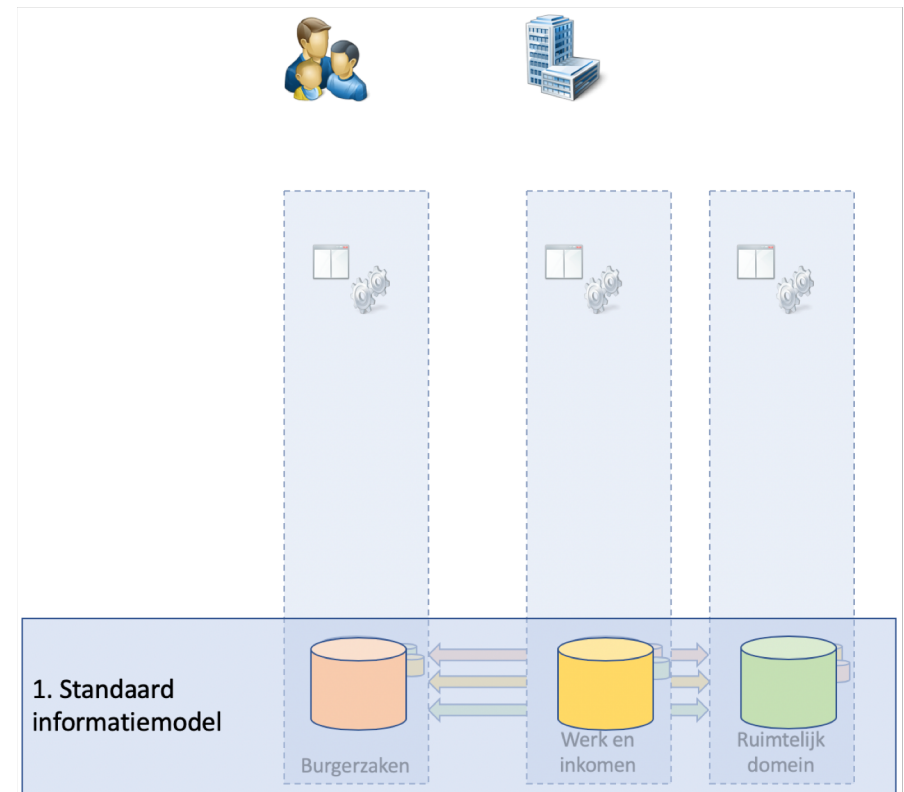 1. Standaard
informatiemodel
Burgerzaken
Werk en
inkomen
Ruimtelijk
domein